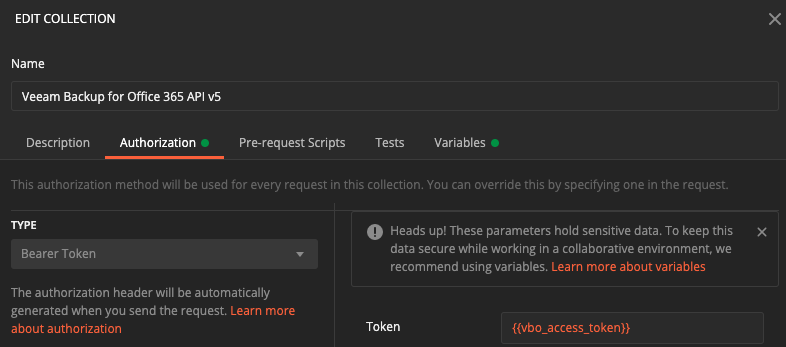 EDIT COLLECTION
Name
Veeam Backup for Office 365 API v5
Description Authorization Pre-request Scripts Tests Variables
This authorization method will be used for every request in this collection. You can override this by specifying one in the request.
TYPE
Bearer Token
The authorization header will be automatically
generated when you send the request. Learn more
about authorization
Heads up! These parameters hold sensitive data. To keep this
data secure while working in a collaborative environment, we
recommend using variables. Learn more about variables
Token {{vbo_access_token}}